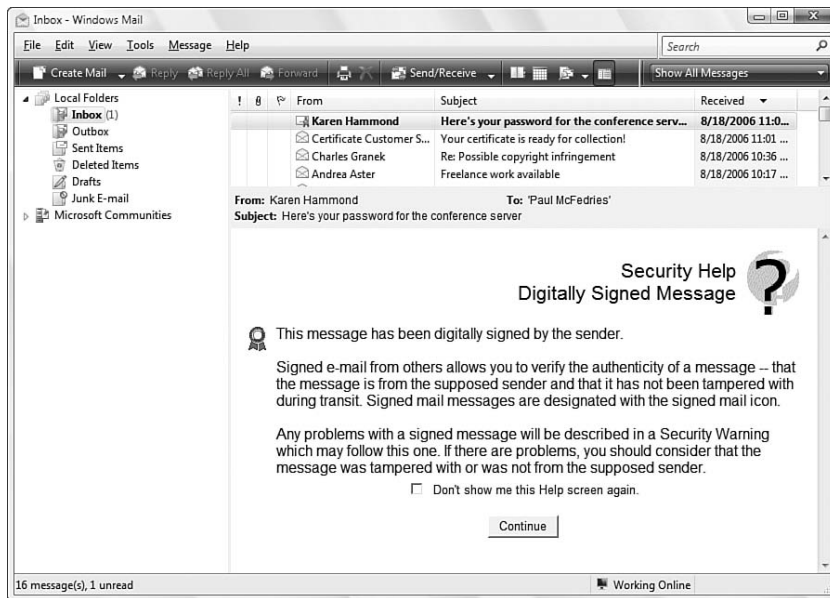 Inbox - Windows Mail
File Edit View Tools Message Help
Search
Create Mail Reply Reply All Forward Send/Receive Show All Messages
Local Folders
Inbox (1)
Outbox
Sent Items
Deleted Items
Drafts
Junk E-mail
Microsoft Communities
! From Subject Received
Karen Hammond Here's your password for the conference serv... 8/18/2006 11:0...
Certificate Customer S... Your certificate is ready for collection! 8/18/2006 11:01 ...
Charles Granek Re: Possible copyright infringement 8/18/2006 10:36 ...
Andrea Aster Freelance work available 8/18/2006 10:17 ...
From: Karen Hammond To: 'Paul McFedries'
Subject: Here's your password for the conference server
Security Help
Digitally Signed Message
?
This message has been digitally signed by the sender.
Signed e-mail from others allows you to verify the authenticity of a message -- that
the message is from the supposed sender and that it has not been tampered with
during transit. Signed mail messages are designated with the signed mail icon.
Any problems with a signed message will be described in a Security Warning
which may follow this one. If there are problems, you should consider that the
message was tampered with or was not from the supposed sender.
Don't show me this Help screen again.
Continue
16 message(s), 1 unread
Working Online